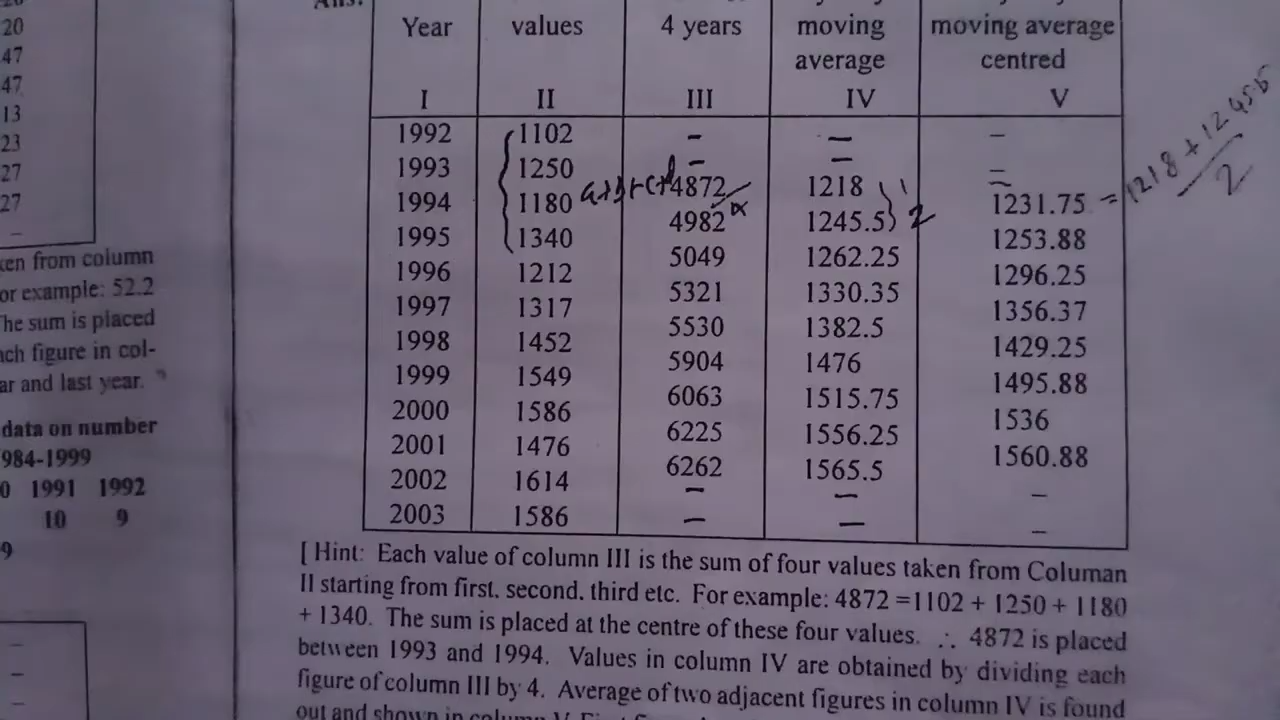 20
47
47
13
23
27
27
–
ken from column
or example: 52.2
The sum is placed
ach figure in col-
ar and last year.
data on number
984-1999
0 1991 1992
10 9
9
–
–
–
Ans:
Year values 4 years moving average moving average centred
I II III IV V
1992 1102 – – –
1993 1250 – – –
a+b+c+d 4872 1218
1994 1180 1231.75 = 1218 + 1245.5 / 2
4982 1245.5 } 2
1995 1340 1253.88
5049 1262.25
1996 1212 1296.25
5321 1330.35
1997 1317 1356.37
5530 1382.5
1998 1452 1429.25
5904 1476
1999 1549 1495.88
6063 1515.75
2000 1586 1536
6225 1556.25
2001 1476 1560.88
6262 1565.5
2002 1614 – – –
2003 1586 – – –
[ Hint: Each value of column III is the sum of four values taken from Columan
II starting from first. second. third etc. For example: 4872 =1102 + 1250 + 1180
+ 1340. The sum is placed at the centre of these four values. ∴ 4872 is placed
between 1993 and 1994. Values in column IV are obtained by dividing each
figure of column III by 4. Average of two adjacent figures in column IV is found
out and shown in column V.